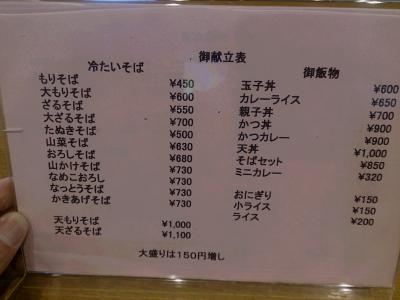 御献立表
冷たいそば
もりそば ¥450
大もりそば ¥600
ざるそば ¥550
大ざるそば ¥700
たぬきそば ¥500
山菜そば ¥630
おろしそば ¥680
山かけそば ¥730
なめこおろし ¥730
なっとうそば ¥730
かきあげそば ¥730
天もりそば ¥1,000
天ざるそば ¥1,100
御飯物
玉子丼 ¥600
カレーライス ¥650
親子丼 ¥700
かつ丼 ¥900
かつカレー ¥900
天丼 ¥1,000
そばセット ¥850
ミニカレー ¥320
おにぎり ¥150
小ライス ¥150
ライス ¥200
大盛りは150円増し